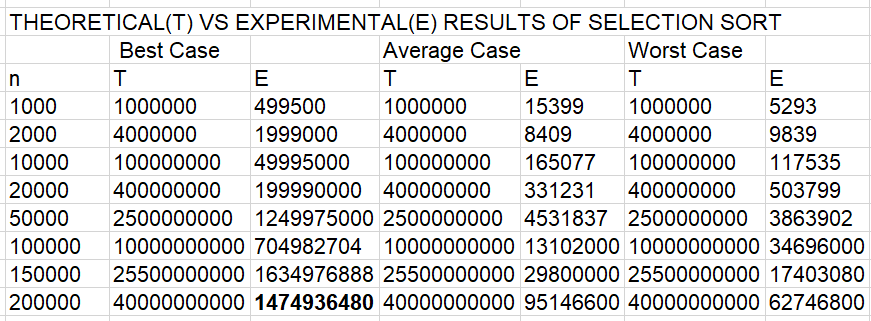 THEORETICAL(T) VS EXPERIMENTAL(E) RESULTS OF SELECTION SORT
Best Case Average Case Worst Case
n T E T E T E
1000 1000000 499500 1000000 15399 1000000 5293
2000 4000000 1999000 4000000 8409 4000000 9839
10000 100000000 49995000 100000000 165077 100000000 117535
20000 400000000 199990000 400000000 331231 400000000 503799
50000 2500000000 1249975000 2500000000 4531837 2500000000 3863902
100000 10000000000 704982704 10000000000 13102000 10000000000 34696000
150000 25500000000 1634976888 25500000000 29800000 25500000000 17403080
200000 40000000000 1474936480 40000000000 95146600 40000000000 62746800